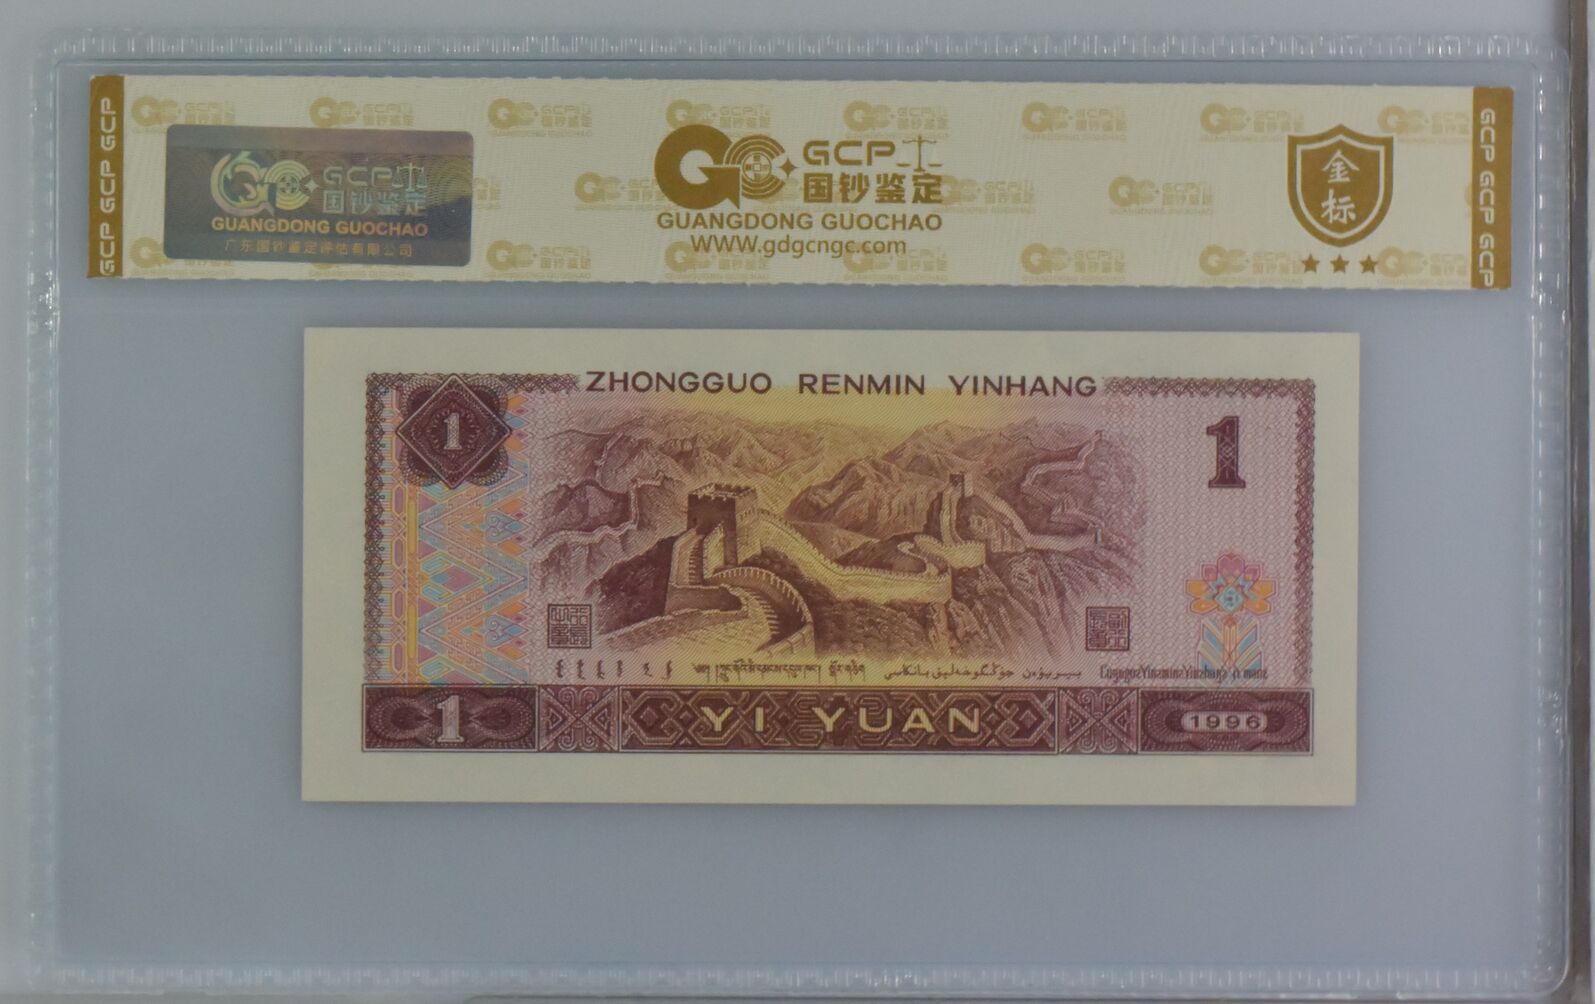 GCP GCP GCP
GCP
国钞鉴定
GUANGDONG GUOCHAO
广东国钞鉴定评估有限公司
GCP
国钞鉴定
GUANGDONG GUOCHAO
WWW.gdgcngc.com
金标
GCP GCP GCP
ZHONGGUO RENMIN YINHANG
1
1
1
YI YUAN
1996